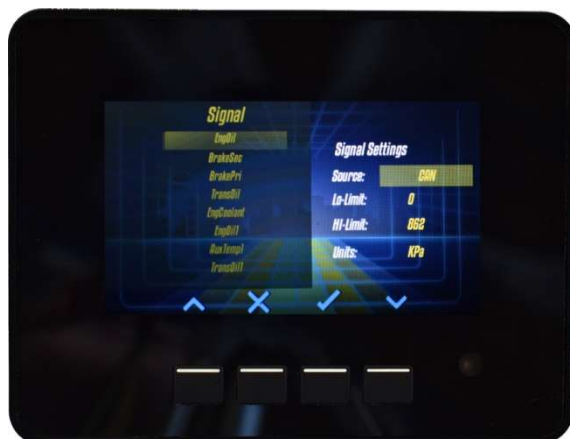 Signal
EngOil
BrakeSec
BrakePri
TransOil
EngCoolant
EngOil1
AuxTemp1
TransOil1
Signal Settings
Source: CAN
Lo-Limit: 0
HI-Limit: 862
Units: KPa